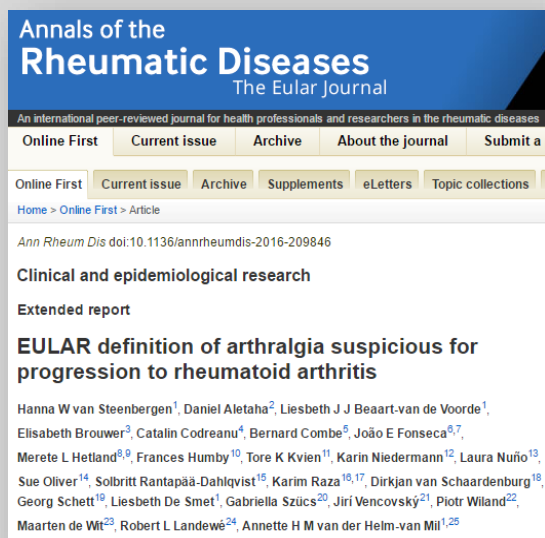 Annals of the
Rheumatic Diseases
The Eular Journal
An international peer-reviewed journal for health professionals and researchers in the rheumatic diseases
Online First Current issue Archive About the journal Submit a
Online First Current issue Archive Supplements eLetters Topic collections
Home > Online First > Article
Ann Rheum Dis doi:10.1136/annrheumdis-2016-209846
Clinical and epidemiological research
Extended report
EULAR definition of arthralgia suspicious for
progression to rheumatoid arthritis
Hanna W van Steenbergen1, Daniel Aletaha2, Liesbeth J J Beaart-van de Voorde1,
Elisabeth Brouwer3, Catalin Codreanu4, Bernard Combe5, João E Fonseca6,7,
Merete L Hetland8,9, Frances Humby10, Tore K Kvien11, Karin Niedermann12, Laura Nuño13,
Sue Oliver14, Solbritt Rantapää-Dahlqvist15, Karim Raza16,17, Dirkjan van Schaardenburg18,
Georg Schett19, Liesbeth De Smet1, Gabriella Szücs20, Jirí Vencovský21, Piotr Wiland22,
Maarten de Wit23, Robert L Landewé24, Annette H M van der Helm-van Mil1,25